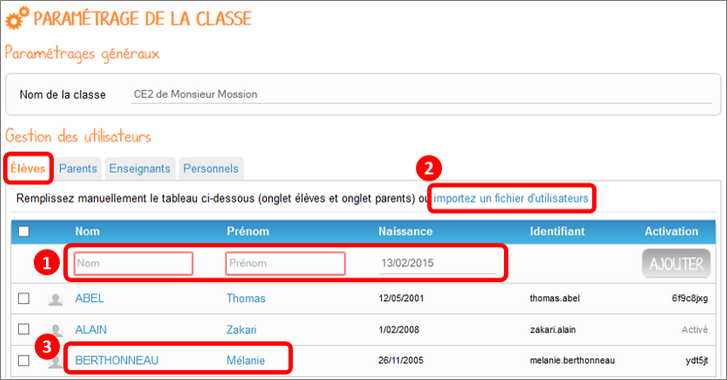 PARAMÉTRAGE DE LA CLASSE
Paramétrages généraux
Nom de la classe CE2 de Monsieur Mossion
Gestion des utilisateurs
2
Élèves Parents Enseignants Personnels
Remplissez manuellement le tableau ci-dessous (onglet élèves et onglet parents) ou importez un fichier d'utilisateurs
Nom Prénom Naissance Identifiant Activation
1 Nom Prénom 13/02/2015 AJOUTER
ABEL Thomas 12/05/2001 thomas.abel 6f9c8jxg
ALAIN Zakari 1/02/2008 zakari.alain Activé
3
BERTHONNEAU Mélanie 26/11/2005 melanie.berthonneau ydt5jt